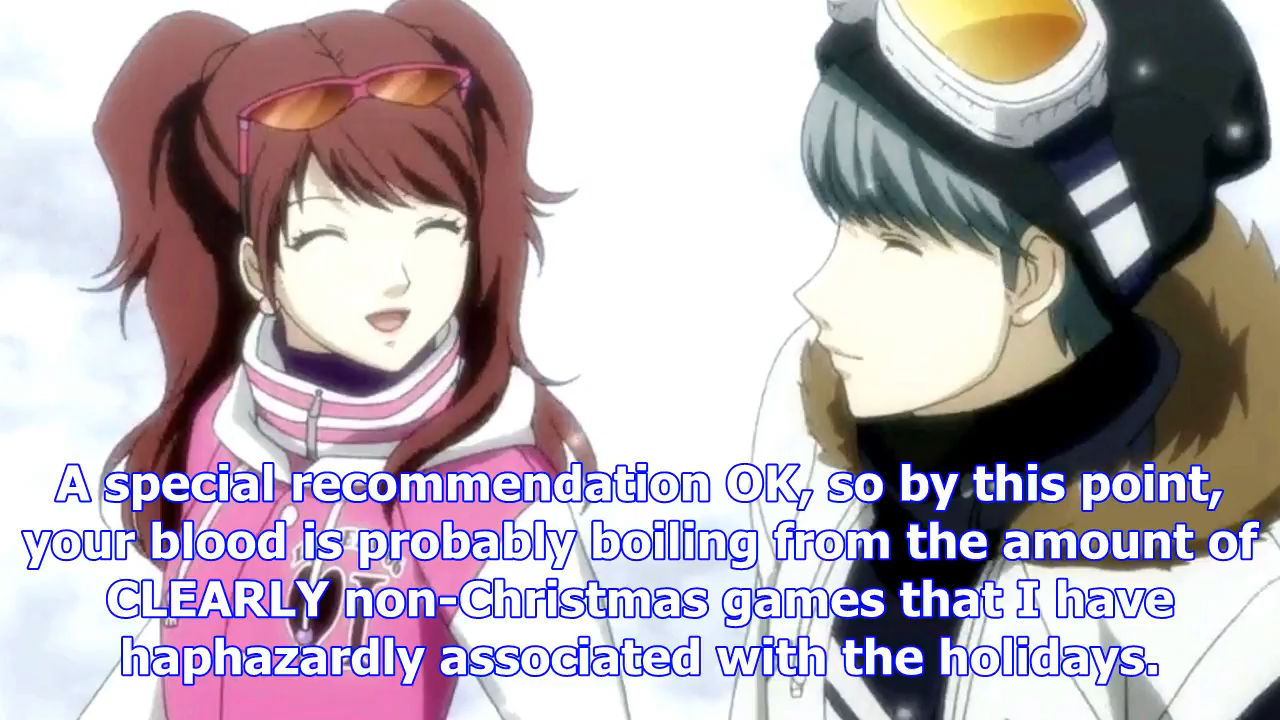 A special recommendation OK, so by this point,
your blood is probably boiling from the amount of
CLEARLY non-Christmas games that I have
haphazardly associated with the holidays.